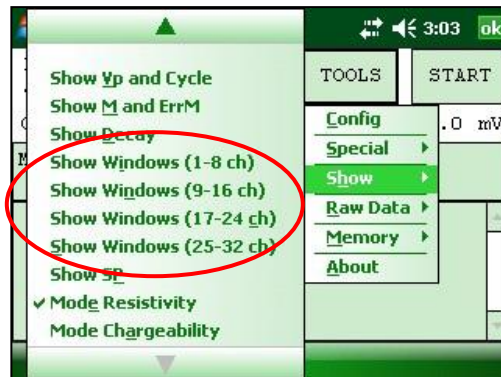 3:03 ok
TOOLS START
.0 mV
Show Vp and Cycle
Show M and ErrM
Show Decay
Show Windows (1-8 ch)
Show Windows (9-16 ch)
Show Windows (17-24 ch)
Show Windows (25-32 ch)
Show SP
Mode Resistivity
Mode Chargeability
Config
Special
Show
Raw Data
Memory
About